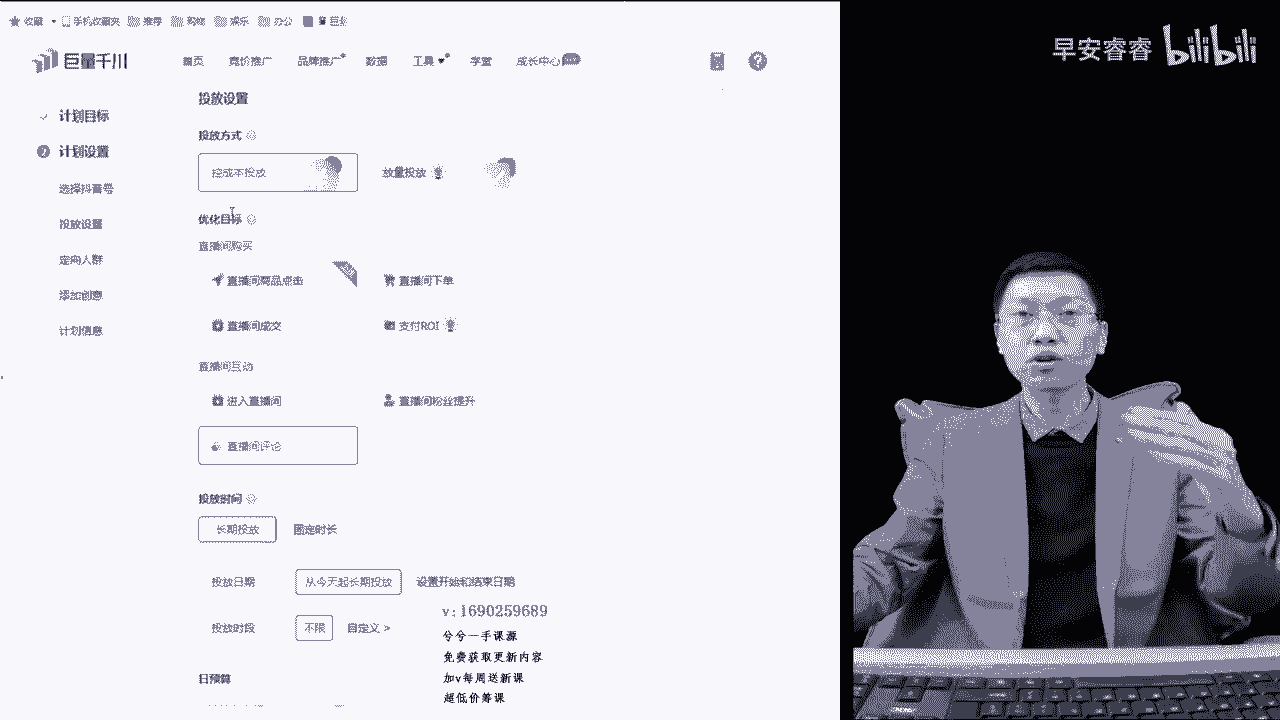 收藏 手机收藏夹 推荐 购物 娱乐 办公 巨量
巨量千川 首页 竞价推广 品牌推广 数据 工具 学堂 成长中心
早安睿睿 bilibili
计划目标
计划设置
选择抖音号
投放设置
定向人群
添加创意
计划信息
投放设置
投放方式
控成本投放 放量投放
优化目标
直播间购买
直播间商品点击 直播间下单
直播间成交 支付ROI
直播间互动
进入直播间 直播间粉丝提升
直播间评论
投放时间
长期投放 固定时长
投放日期 从今天起长期投放 设置开始和结束日期
投放时段 不限 自定义 >
日预算
v:1690259689
兮兮一手课源
免费获取更新内容
加v每周送新课
超低价筹课